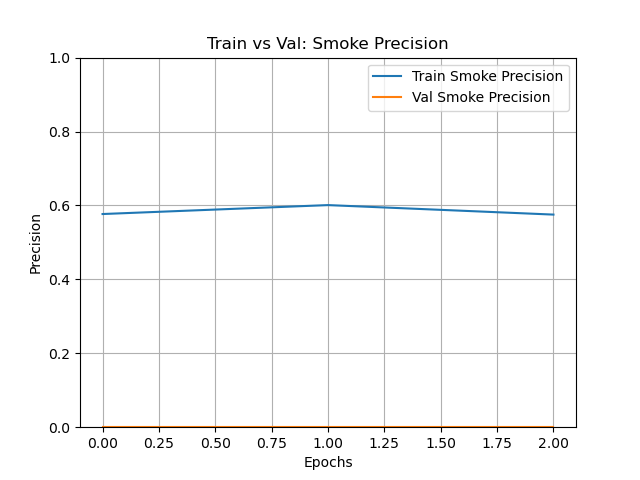 Train vs Val: Smoke Precision
1.0
0.8
0.6
0.4
0.2
0.0
Precision
Train Smoke Precision
Val Smoke Precision
0.00 0.25 0.50 0.75 1.00 1.25 1.50 1.75 2.00
Epochs